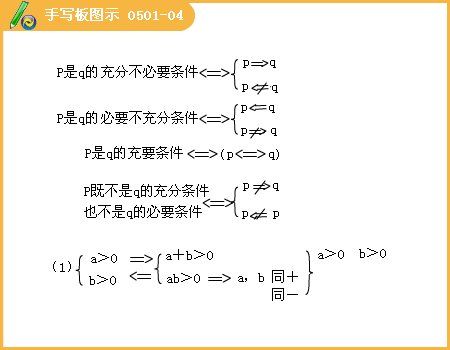 手写板图示 0501-04
P是q的充分不必要条件<=>{p=>q
p<≠q
P是q的必要不充分条件<=>{p<=q
p≠>q
P是q的充要条件 <=>(p<=>q)
P既不是q的充分条件
也不是q的必要条件<=>{p≠>q
p<≠ p
(1){a>0 => {a+b>0 } a>0 b>0
b>0 <= ab>0 => a，b 同+
同一